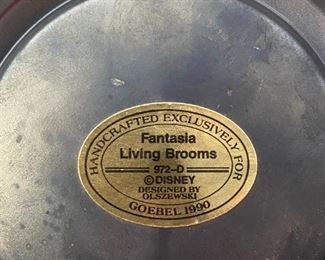 HANDCRAFTED EXCLUSIVELY FOR
Fantasia
Living Brooms
972-D
©DISNEY
DESIGNED BY
OLSZEWSKI
GOEBEL 1990